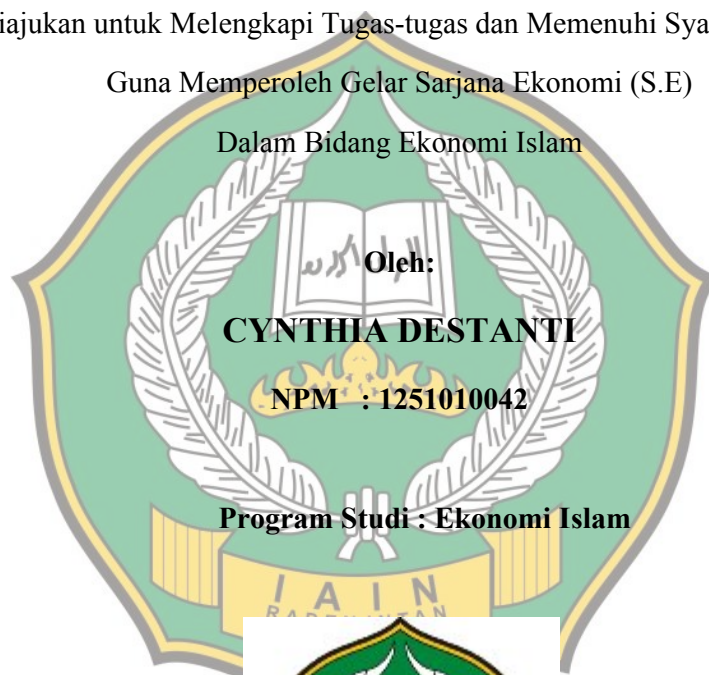 iajukan untuk Melengkapi Tugas-tugas dan Memenuhi Sya
Guna Memperoleh Gelar Sarjana Ekonomi (S.E)
Dalam Bidang Ekonomi Islam
Oleh:
CYNTHIA DESTANTI
NPM : 1251010042
Program Studi : Ekonomi Islam
IAIN